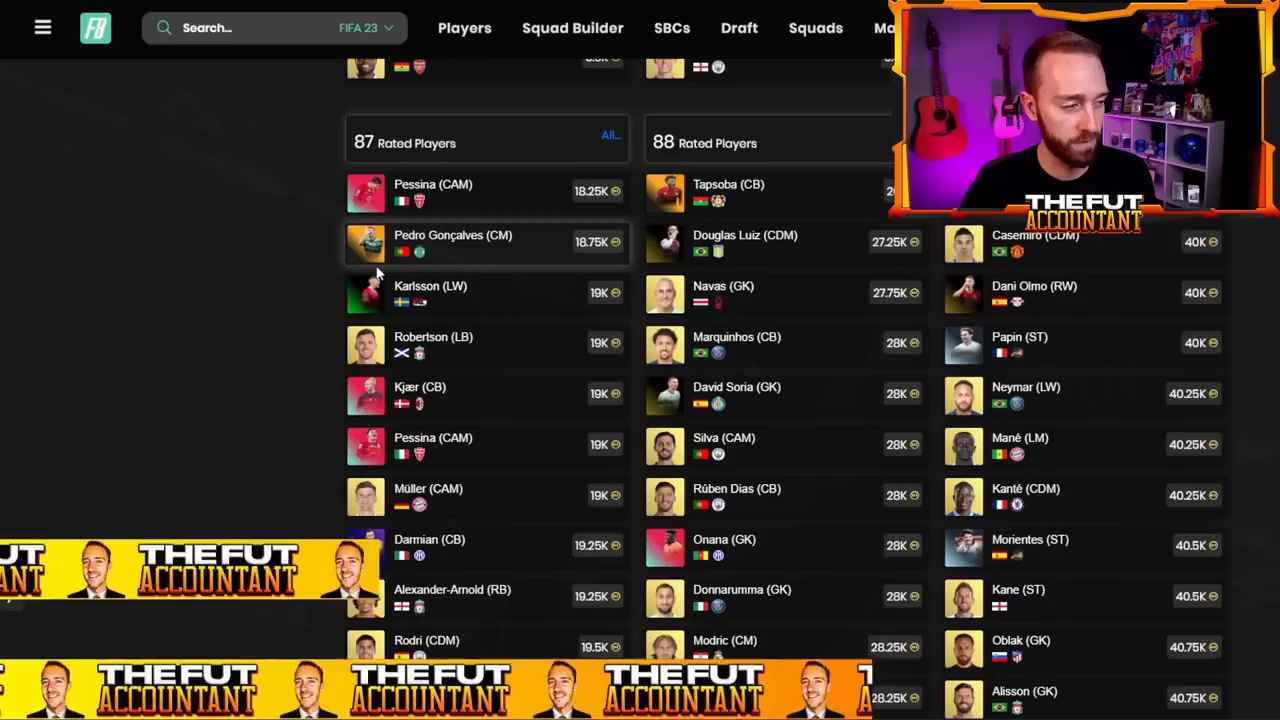 F8
Search...
FIFA 23
Players
Squad Builder
SBCs
Draft
Squads
Ma
THE FUT
ACCOUNTANT
87 Rated Players
All...
Pessina (CAM)
18.25K
Pedro Gonçalves (CM)
18.75K
Karlsson (LW)
19K
Robertson (LB)
19K
Kjær (CB)
19K
Pessina (CAM)
19K
Müller (CAM)
19K
Darmian (CB)
19.25K
Alexander-Arnold (RB)
19.25K
Rodri (CDM)
19.5K
88 Rated Players
Tapsoba (CB)
Douglas Luiz (CDM)
27.25K
Navas (GK)
27.75K
Marquinhos (CB)
28K
David Soria (GK)
28K
Silva (CAM)
28K
Rúben Dias (CB)
28K
Onana (GK)
28K
Donnarumma (GK)
28K
Modric (CM)
28.25K
28.25K
Casemiro (CDM)
40K
Dani Olmo (RW)
40K
Papin (ST)
40K
Neymar (LW)
40.25K
Mané (LM)
40.25K
Kanté (CDM)
40.25K
Morientes (ST)
40.5K
Kane (ST)
40.5K
Oblak (GK)
40.75K
Alisson (GK)
40.75K
UT
ANT
THE FUT
ACCOUNTANT
THE FUT
ACCOUNTANT
THE FUT
ACCOUNTANT
THE FUT
ACCOUNTANT